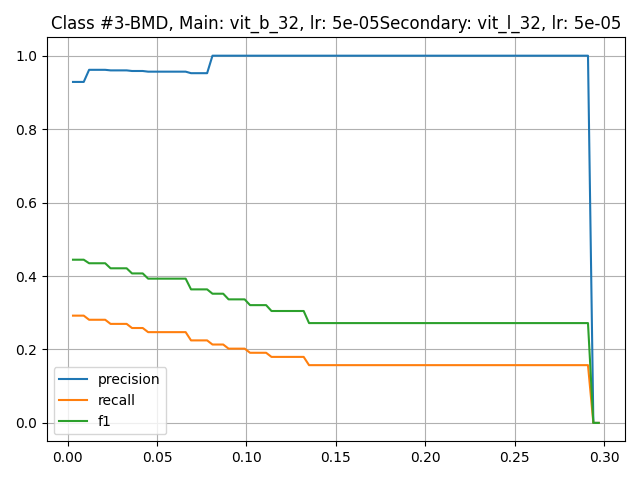 Class #3-BMD, Main: vit_b_32, lr: 5e-05Secondary: vit_l_32, lr: 5e-05
1.0
0.8
0.6
0.4
0.2
0.0
precision
recall
f1
0.00 0.05 0.10 0.15 0.20 0.25 0.30